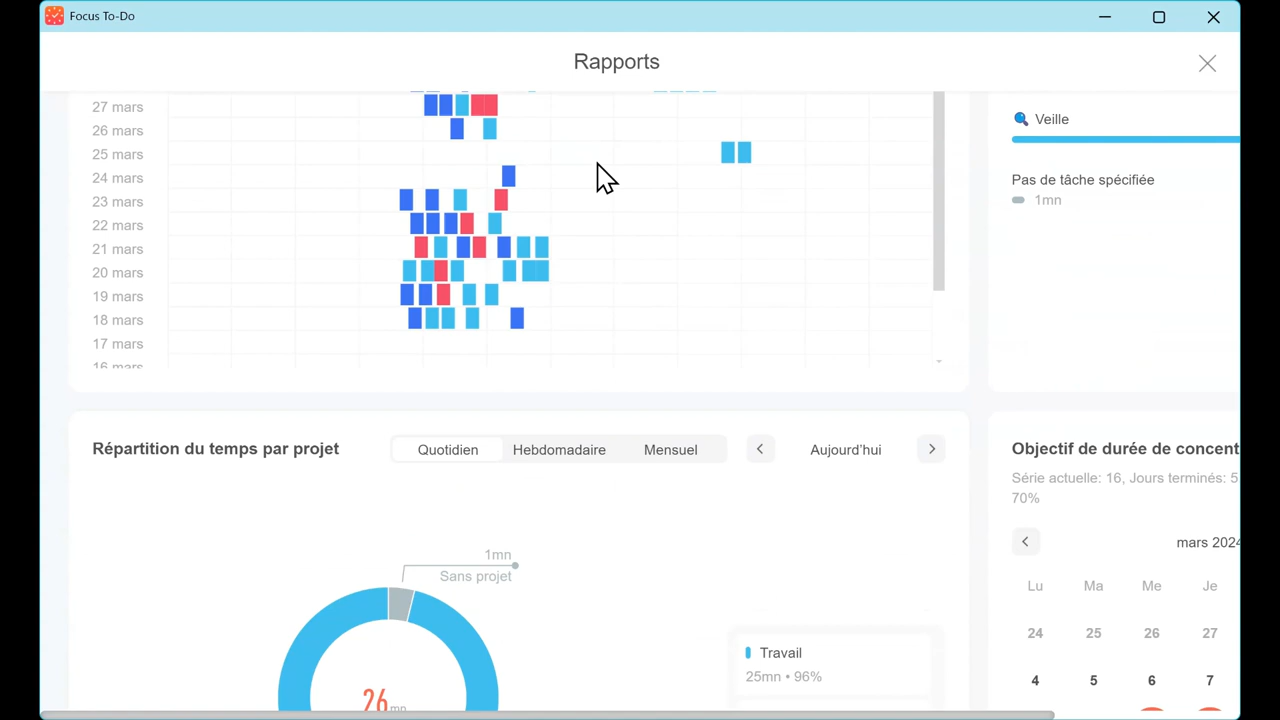 Focus To-Do
Rapports
27 mars
26 mars
25 mars
24 mars
23 mars
22 mars
21 mars
20 mars
19 mars
18 mars
17 mars
16 mars
Veille
Pas de tâche spécifiée
1mn
Répartition du temps par projet
Quotidien
Hebdomadaire
Mensuel
Aujourd'hui
1mn
Sans projet
26 mn
Travail
25mn • 96%
Objectif de durée de concent
Série actuelle: 16, Jours terminés: 5
70%
mars 2024
Lu Ma Me Je
24 25 26 27
4 5 6 7